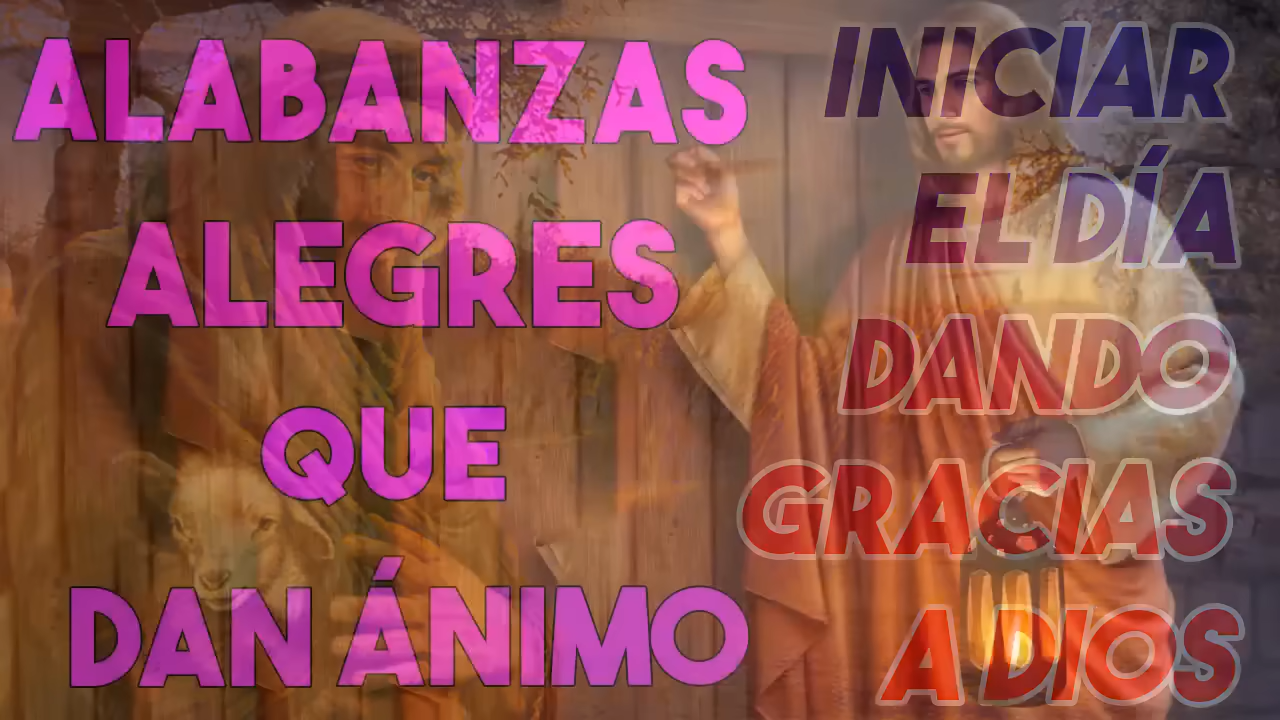 ALABANZAS
ALEGRES
QUE
DAN ÁNIMO
INICIAR
EL DÍA
DANDO
GRACIAS
A DIOS